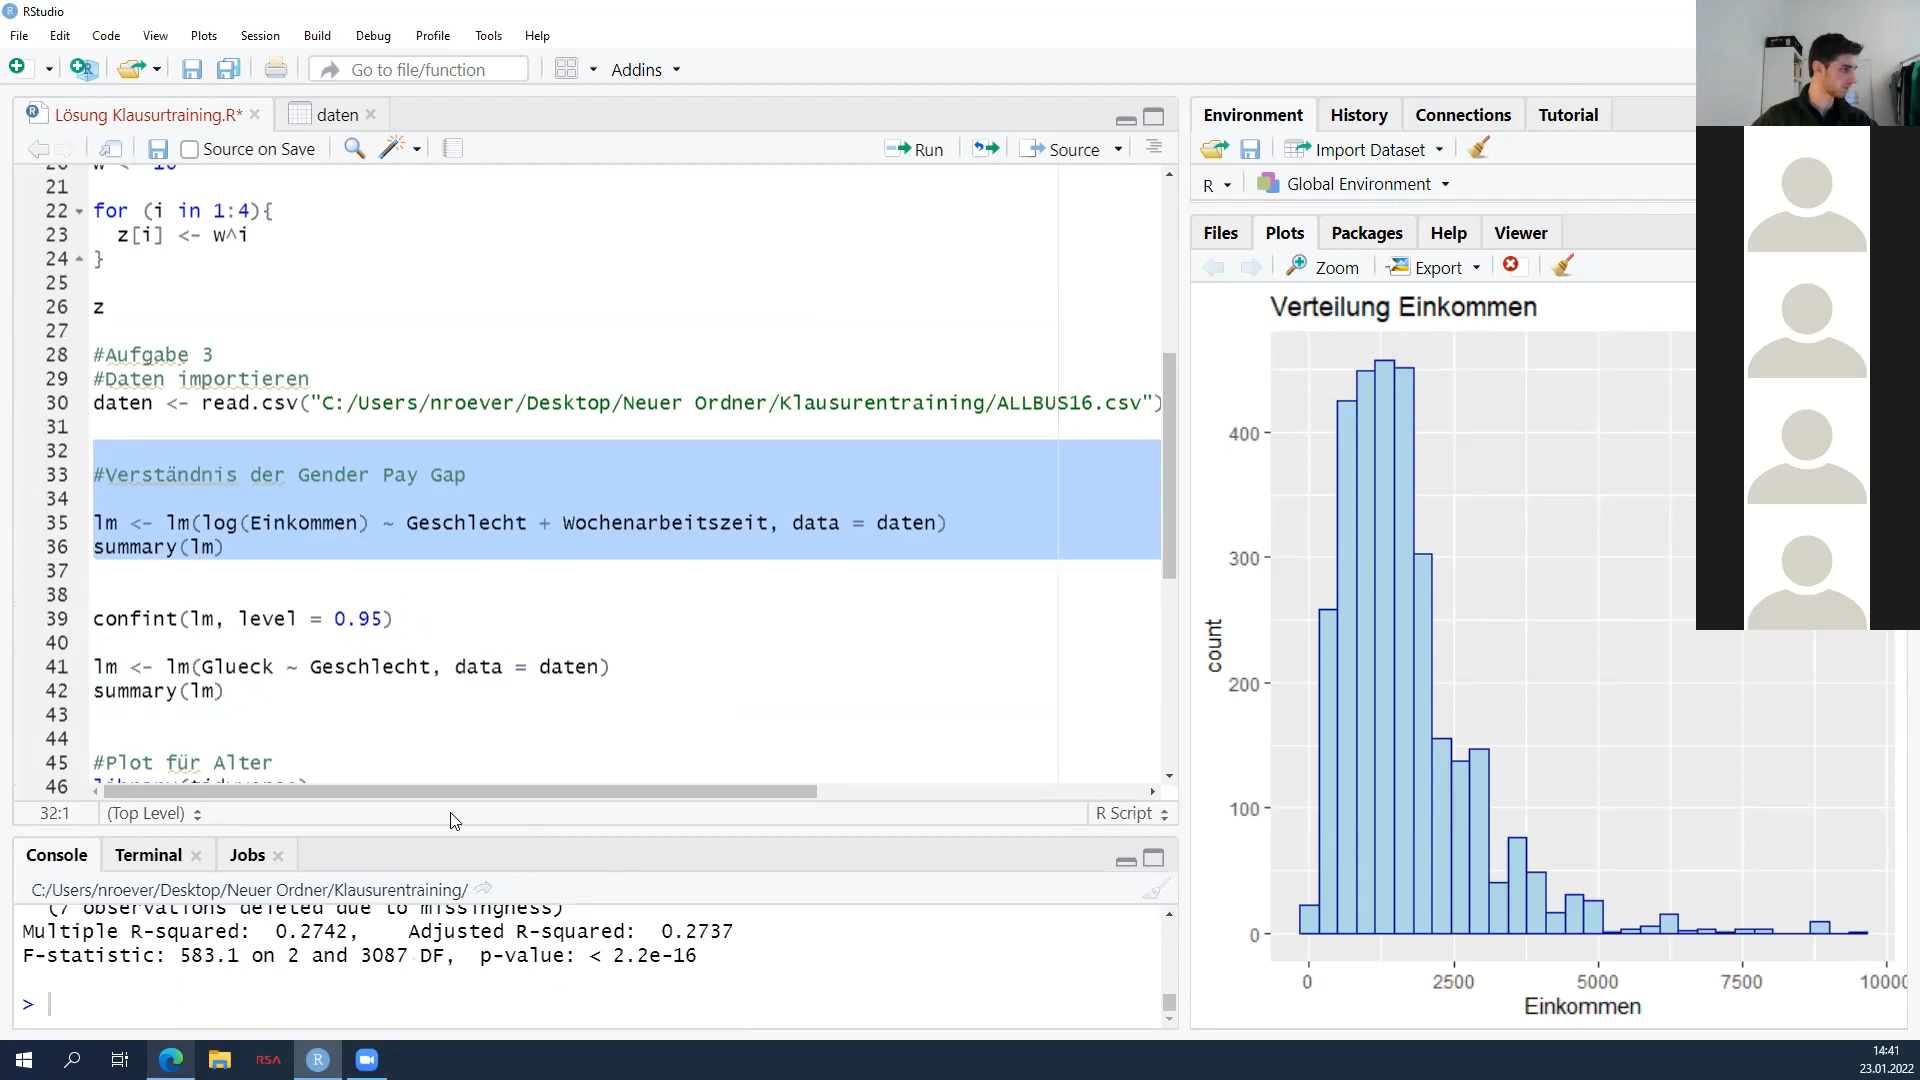 RStudio
File Edit Code View Plots Session Build Debug Profile Tools Help
Go to file/function Addins
Lösung Klausurtraining.R* daten
Source on Save Run Source
21
22 for (i in 1:4){
23 z[i] <- w^i
24 }
25
26 z
27
28 #Aufgabe 3
29 #Daten importieren
30 daten <- read.csv("C:/Users/nroever/Desktop/Neuer Ordner/Klausurentraining/ALLBUS16.csv")
31
32
33 #Verständnis der Gender Pay Gap
34
35 lm <- lm(log(Einkommen) ~ Geschlecht + Wochenarbeitszeit, data = daten)
36 summary(lm)
37
38
39 confint(lm, level = 0.95)
40
41 lm <- lm(Glueck ~ Geschlecht, data = daten)
42 summary(lm)
43
44
45 #Plot für Alter
46
32:1 (Top Level) R Script
Console Terminal Jobs
C:/Users/nroever/Desktop/Neuer Ordner/Klausurentraining/
(7 observations deleted due to missingness)
Multiple R-squared: 0.2742, Adjusted R-squared: 0.2737
F-statistic: 583.1 on 2 and 3087 DF, p-value: < 2.2e-16
>
Environment History Connections Tutorial
Import Dataset
R Global Environment
Files Plots Packages Help Viewer
Zoom Export
Verteilung Einkommen
400
300
200
100
0
count
0 2500 5000 7500 10000
Einkommen
RSA
14:41
23.01.2022